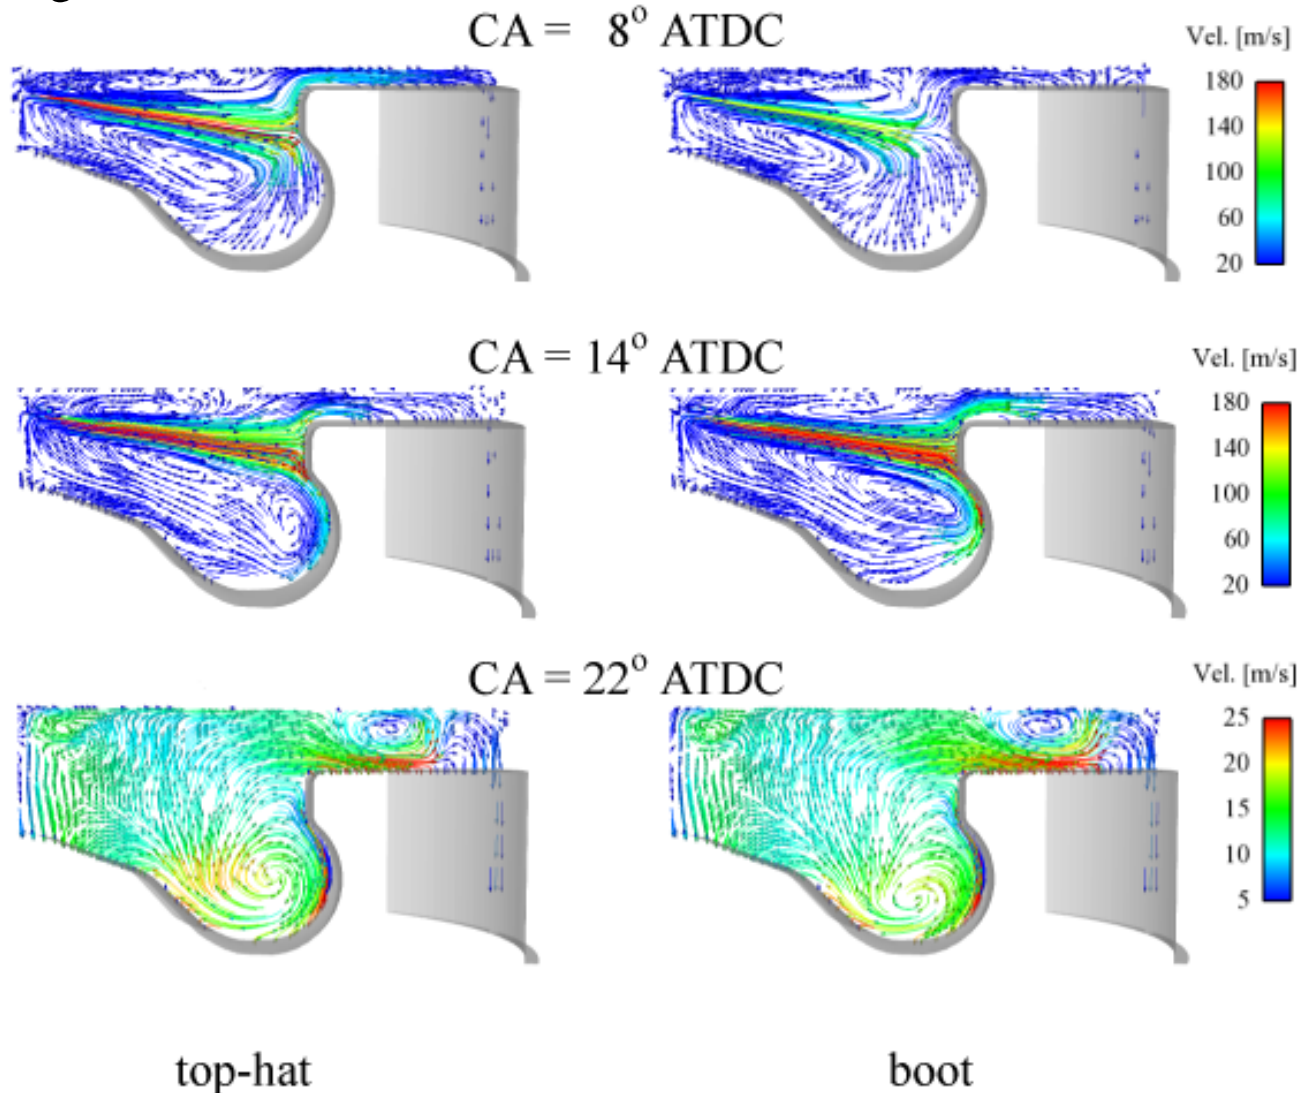 CA = 8° ATDC
Vel. [m/s]
180
140
100
60
20
CA = 14° ATDC
Vel. [m/s]
180
140
100
60
20
CA = 22° ATDC
Vel. [m/s]
25
20
15
10
5
top-hat boot